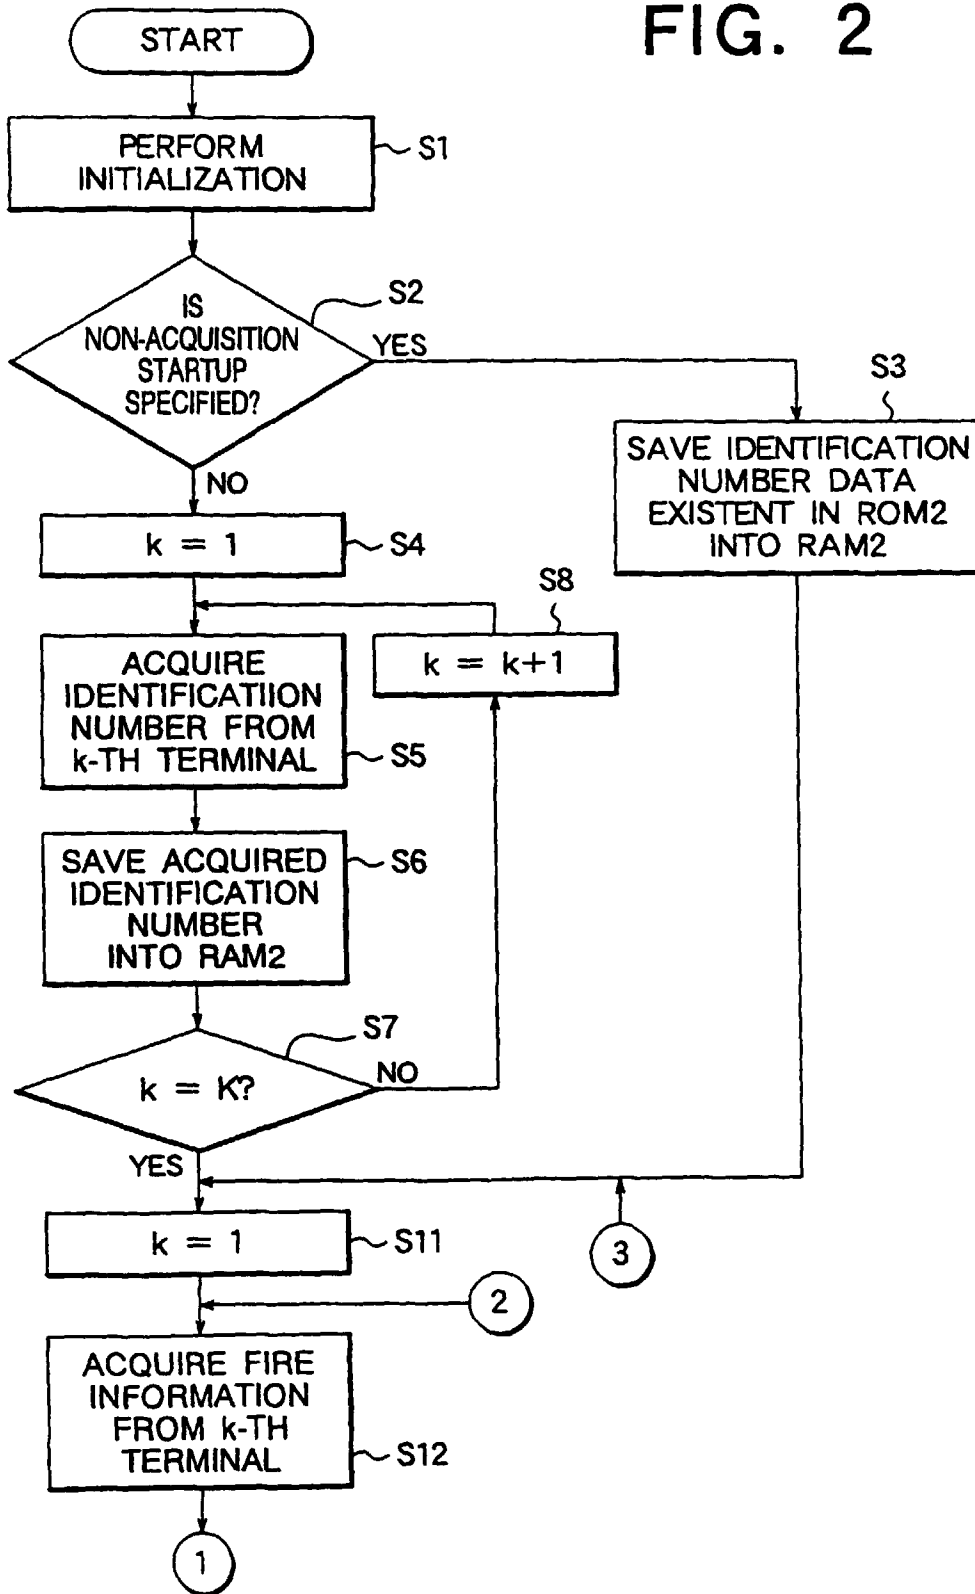 FIG. 2
START
PERFORM
INITIALIZATION
S1
IS
NON-ACQUISITION
STARTUP
SPECIFIED?
S2
YES
NO
S3
SAVE IDENTIFICATION
NUMBER DATA
EXISTENT IN ROM2
INTO RAM2
k = 1
S4
S8
k = k+1
ACQUIRE
IDENTIFICATIION
NUMBER FROM
k-TH TERMINAL
S5
SAVE ACQUIRED
IDENTIFICATION
NUMBER
INTO RAM2
S6
k = K?
S7
NO
YES
k = 1
S11
3
2
ACQUIRE FIRE
INFORMATION
FROM k-TH
TERMINAL
S12
1